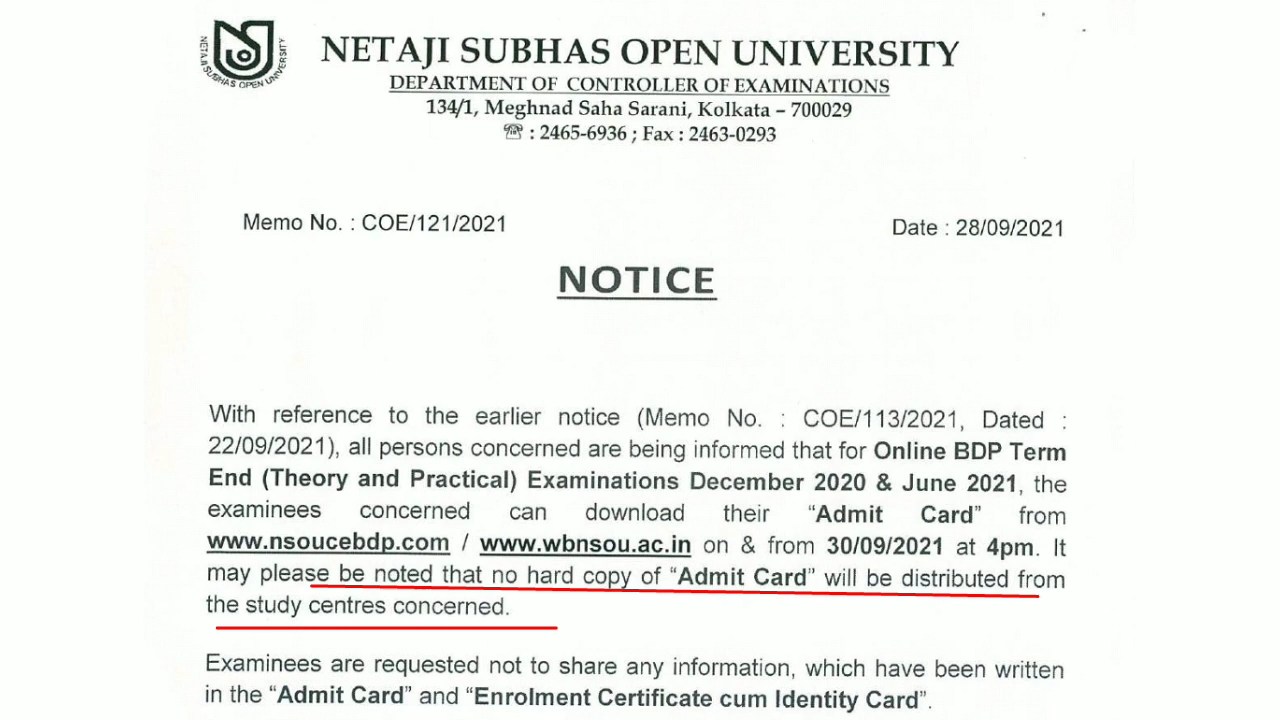 NETAJI SUBHAS OPEN UNIVERSITY
NETAJI SUBHAS OPEN UNIVERSITY
DEPARTMENT OF CONTROLLER OF EXAMINATIONS
134/1, Meghnad Saha Sarani, Kolkata – 700029
☎ : 2465-6936 ; Fax : 2463-0293
Memo No. : COE/121/2021
Date : 28/09/2021
NOTICE
With reference to the earlier notice (Memo No. : COE/113/2021, Dated :
22/09/2021), all persons concerned are being informed that for Online BDP Term
End (Theory and Practical) Examinations December 2020 & June 2021, the
examinees concerned can download their “Admit Card” from
www.nsoucebdp.com / www.wbnsou.ac.in on & from 30/09/2021 at 4pm. It
may please be noted that no hard copy of “Admit Card” will be distributed from
the study centres concerned.
Examinees are requested not to share any information, which have been written
in the “Admit Card” and “Enrolment Certificate cum Identity Card”.